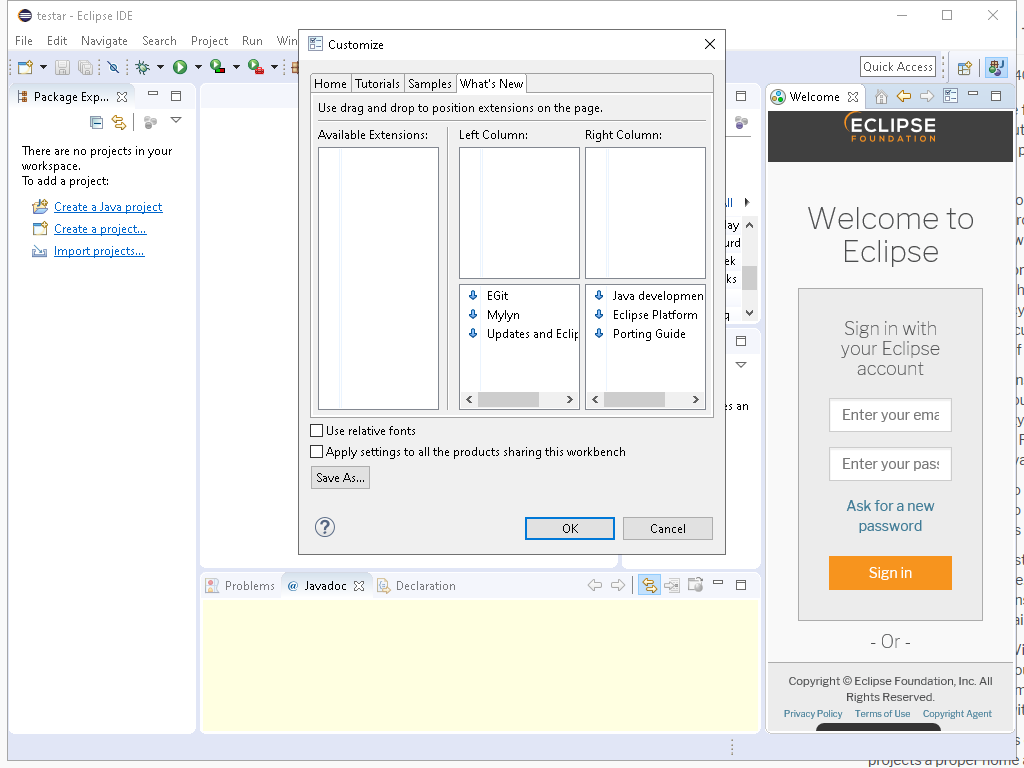 testar - Eclipse IDE
File Edit Navigate Search Project Run Win
Quick Access
Package Exp...
There are no projects in your
workspace.
To add a project:
Create a Java project
Create a project...
Import projects...
Customize
Home Tutorials Samples What's New
Use drag and drop to position extensions on the page.
Available Extensions: Left Column: Right Column:
EGit
Mylyn
Updates and Eclip
Java developmen
Eclipse Platform
Porting Guide
Use relative fonts
Apply settings to all the products sharing this workbench
Save As...
OK Cancel
Problems @ Javadoc Declaration
Welcome
ECLIPSE
FOUNDATION
Welcome to
Eclipse
Sign in with
your Eclipse
account
Enter your ema
Enter your pass
Ask for a new
password
Sign in
- Or -
Copyright © Eclipse Foundation, Inc. All
Rights Reserved.
Privacy Policy Terms of Use Copyright Agent
projects a proper home a